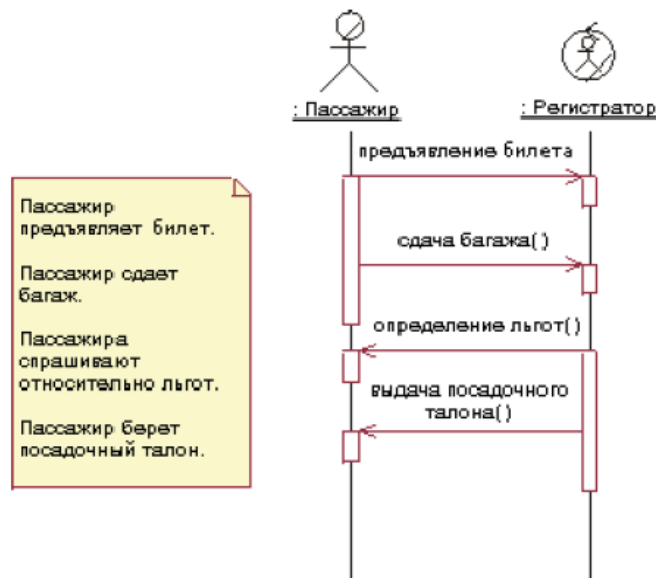 : Пассажир
: Регистратор
предъявление билета
Пассажир
предъявляет билет.
Пассажир сдает
багаж.
Пассажира
спрашивают
относительно льгот.
Пассажир берет
посадочный талон.
сдача багажа( )
определение льгот( )
выдача посадочного
талона( )